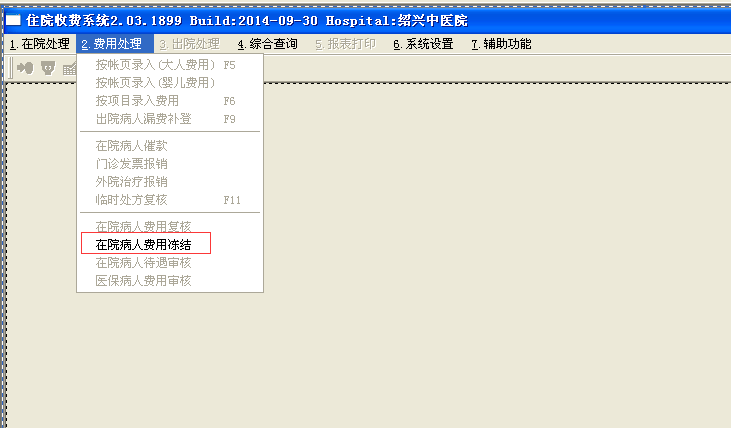 住院收费系统2.03.1899 Build:2014-09-30 Hospital:绍兴中医院
1. 在院处理 2. 费用处理 3. 出院处理 4. 综合查询 5. 报表打印 6. 系统设置 7. 辅助功能
按帐页录入(大人费用) F5
按帐页录入(婴儿费用)
按项目录入费用 F6
出院病人漏费补登 F9
在院病人催款
门诊发票报销
外院治疗报销
临时处方复核 F11
在院病人费用复核
在院病人费用冻结
在院病人待遇审核
医保病人费用审核